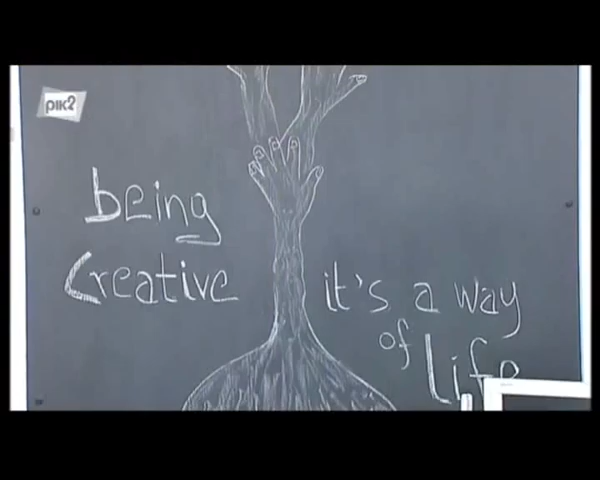 ρικ2
being
Creative
it's a way
of
life